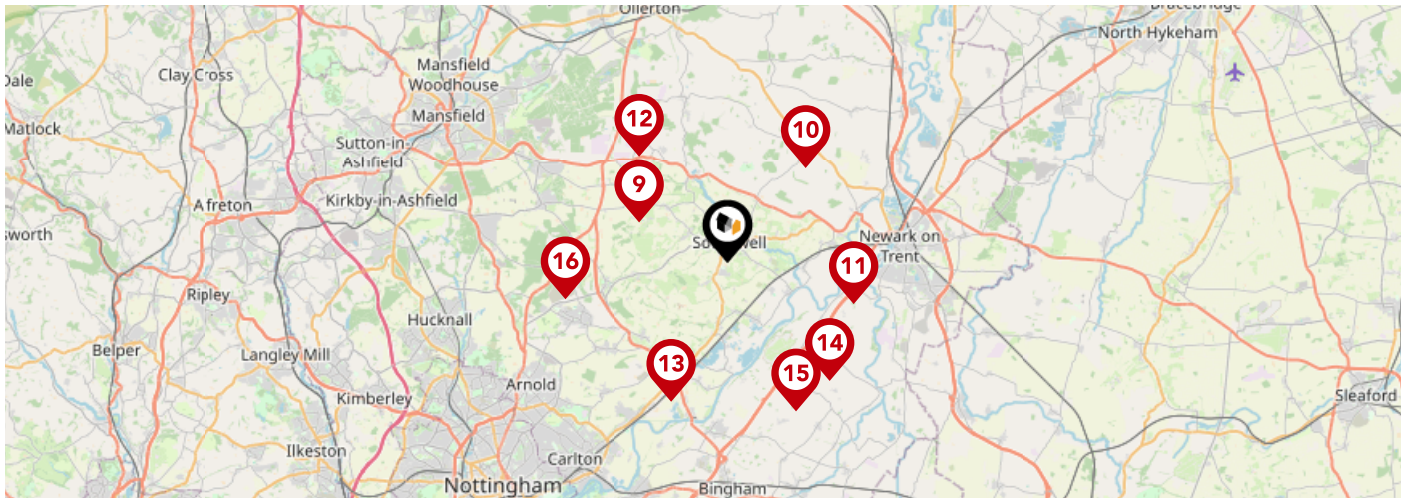 Ollerton
Bracebridge
North Hykeham
Clay Cross
Mansfield
Woodhouse
Dale
12
10
Mansfield
Matlock
Sutton-in-
Ashfield
9
Kirkby-in-Ashfield
Afreton
sworth
Newark on
Trent
16
11
Ripley
Hucknall
14
Belper
Langley Mill
13
15
Arnold
Kimberley
Sleaford
Ilkeston
Carlton
Nottingham
Bingham